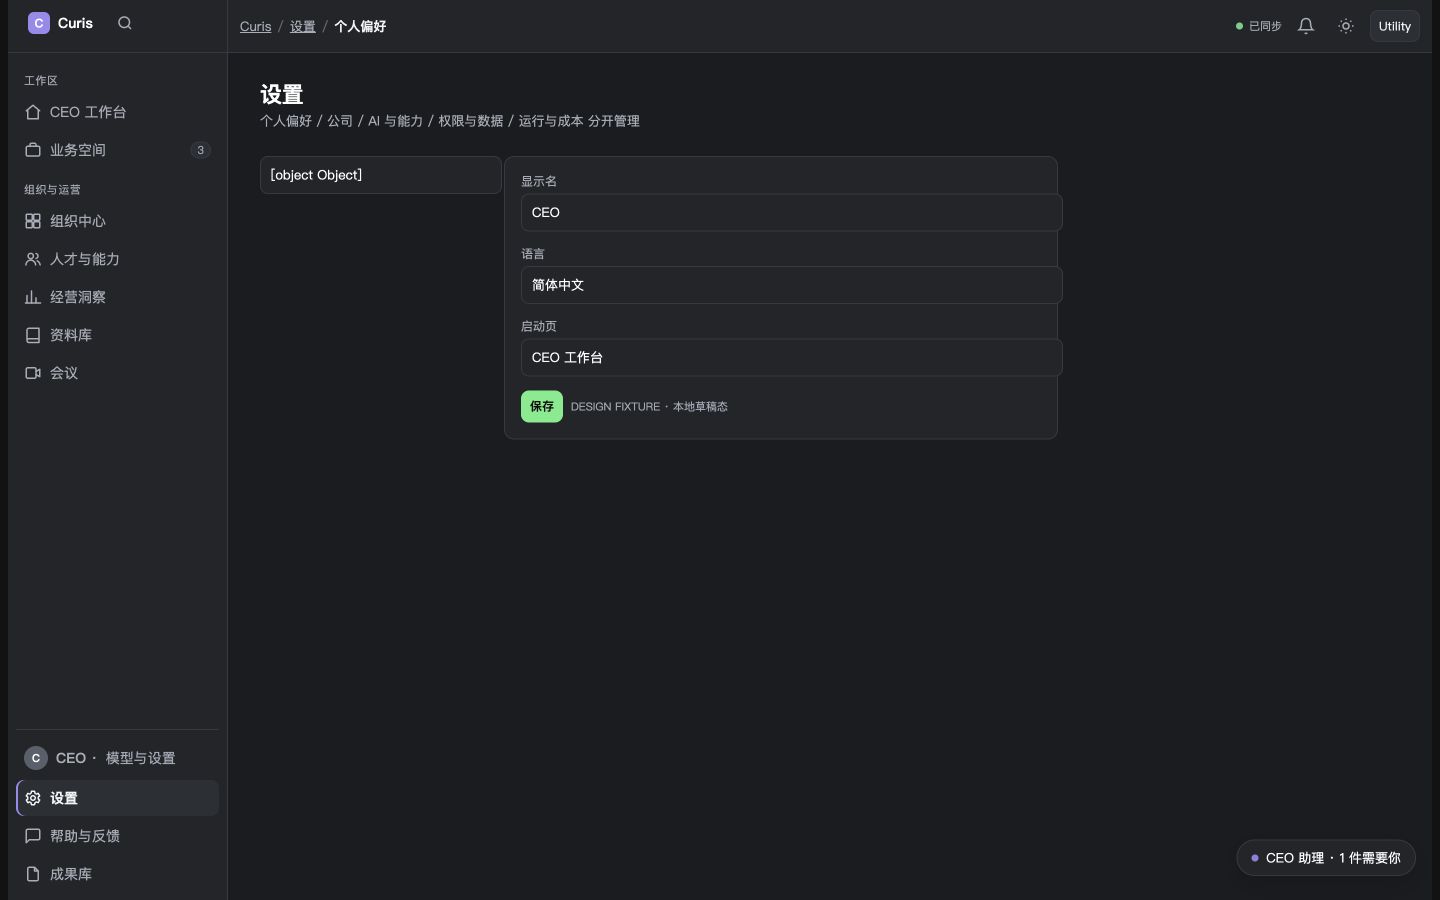 C Curis
工作区
CEO 工作台
业务空间 3
组织与运营
组织中心
人才与能力
经营洞察
资料库
会议
C CEO · 模型与设置
设置
帮助与反馈
成果库
Curis / 设置 / 个人偏好
已同步
Utility
设置
个人偏好 / 公司 / AI 与能力 / 权限与数据 / 运行与成本 分开管理
[object Object]
显示名
CEO
语言
简体中文
启动页
CEO 工作台
保存 DESIGN FIXTURE · 本地草稿态
CEO 助理 · 1 件需要你